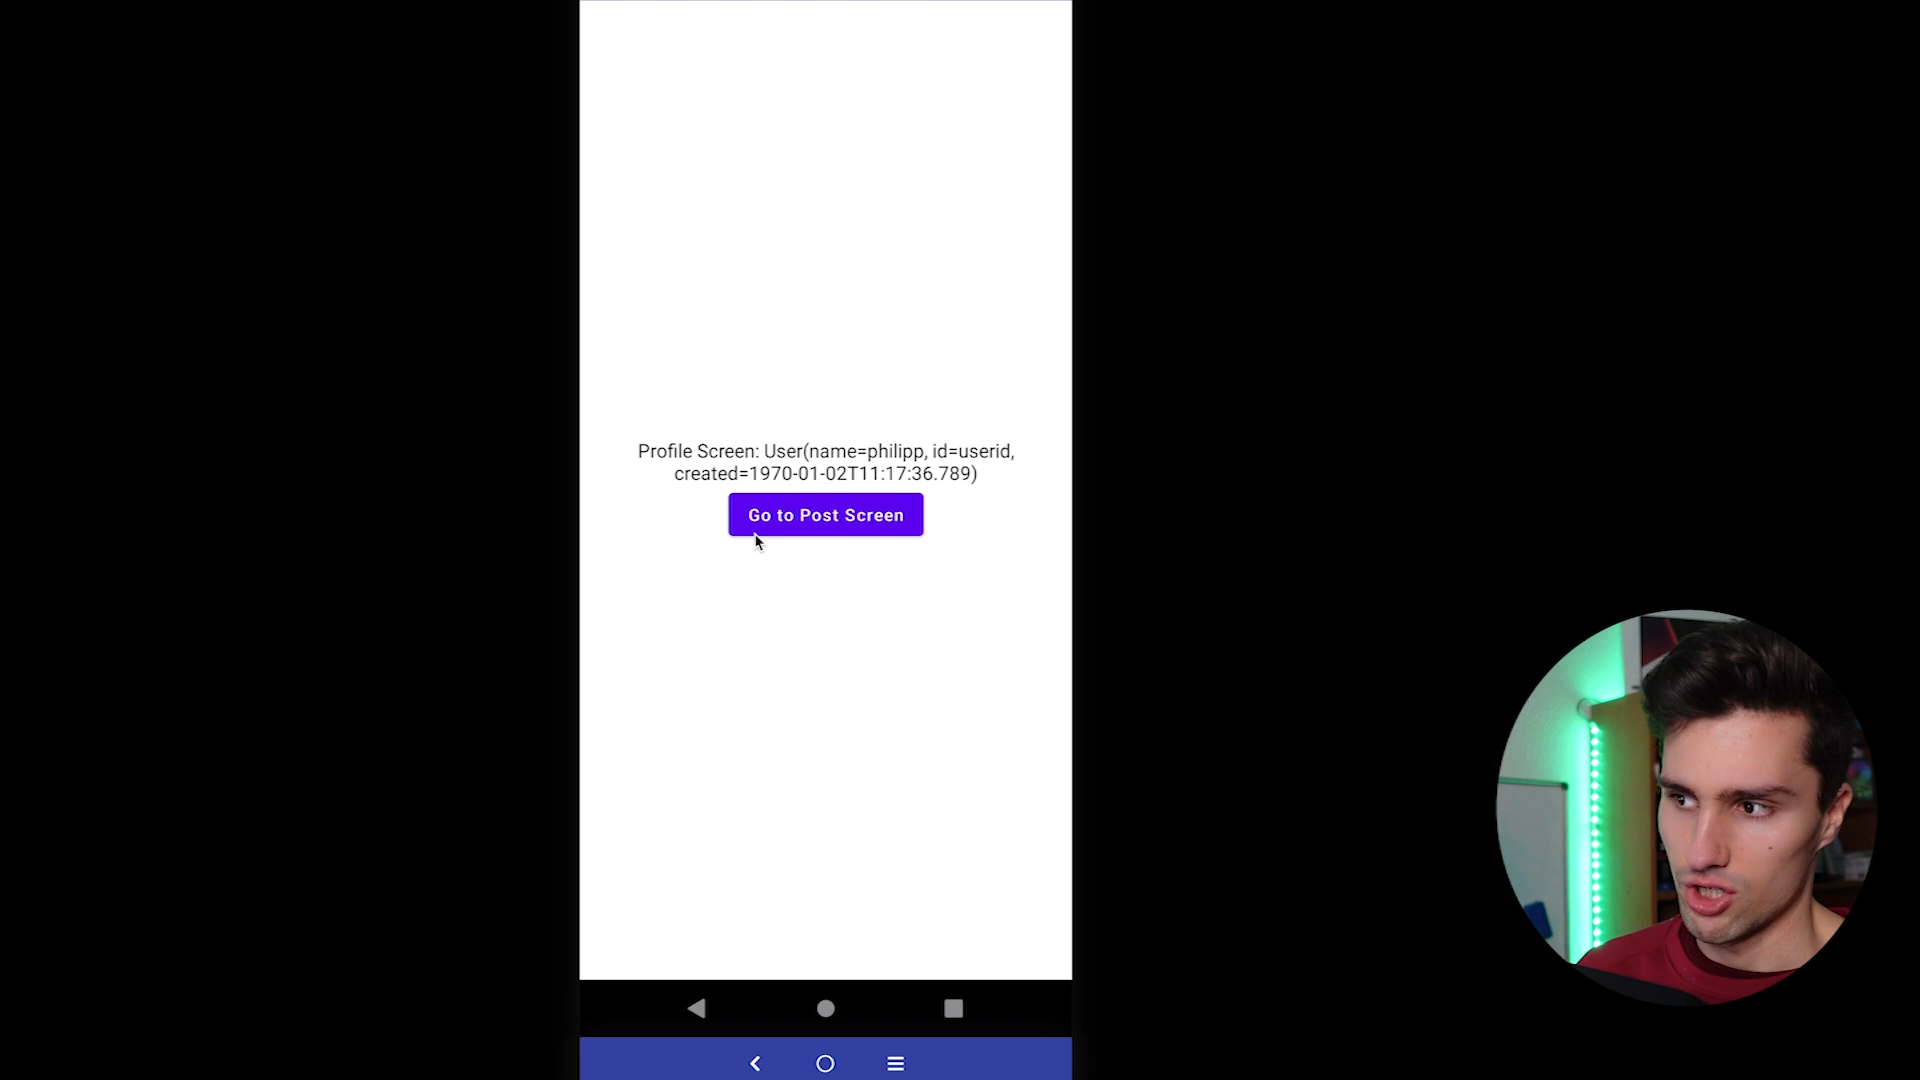 Profile Screen: User(name=philipp, id=userid,
created=1970-01-02T11:17:36.789)
Go to Post Screen